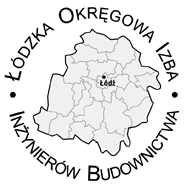 ŁÓDZKA OKRĘGOWA IZBA
Łódź
INŻYNIERÓW BUDOWNICTWA